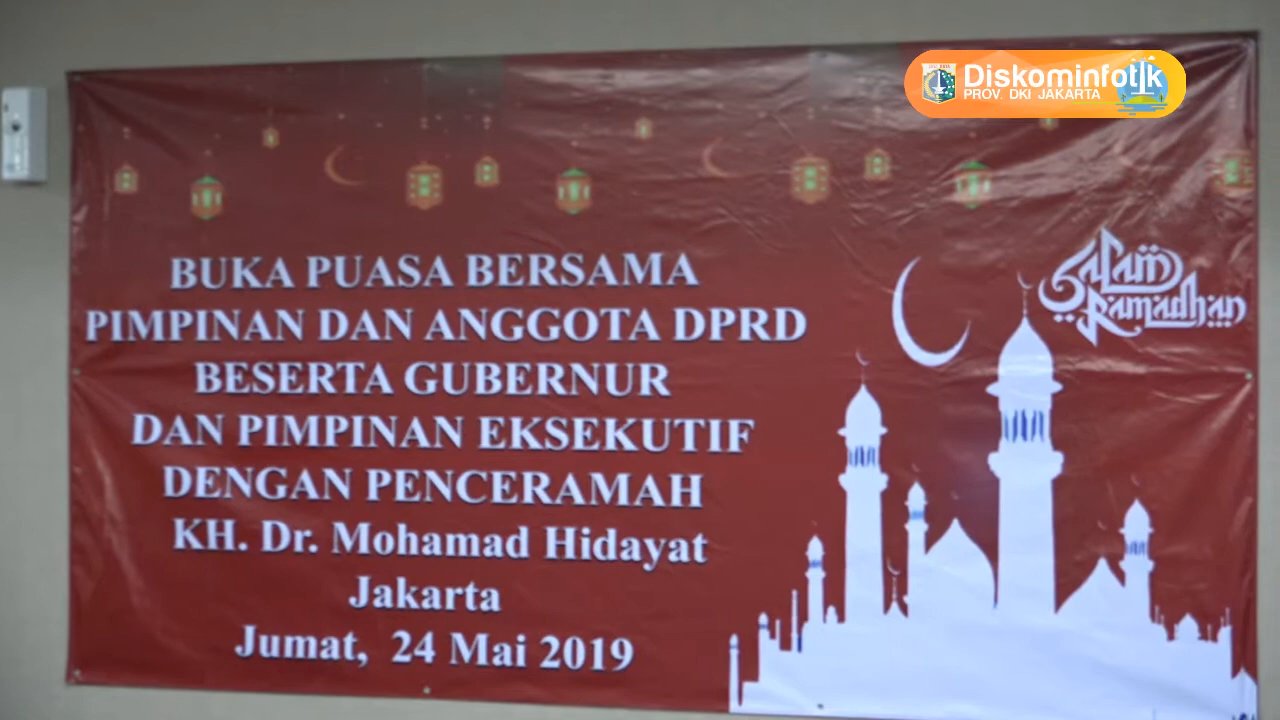 Diskominfotik
PROV. DKI JAKARTA
Salam
Ramadhan
BUKA PUASA BERSAMA
PIMPINAN DAN ANGGOTA DPRD
BESERTA GUBERNUR
DAN PIMPINAN EKSEKUTIF
DENGAN PENCERAMAH
KH. Dr. Mohamad Hidayat
Jakarta
Jumat, 24 Mai 2019